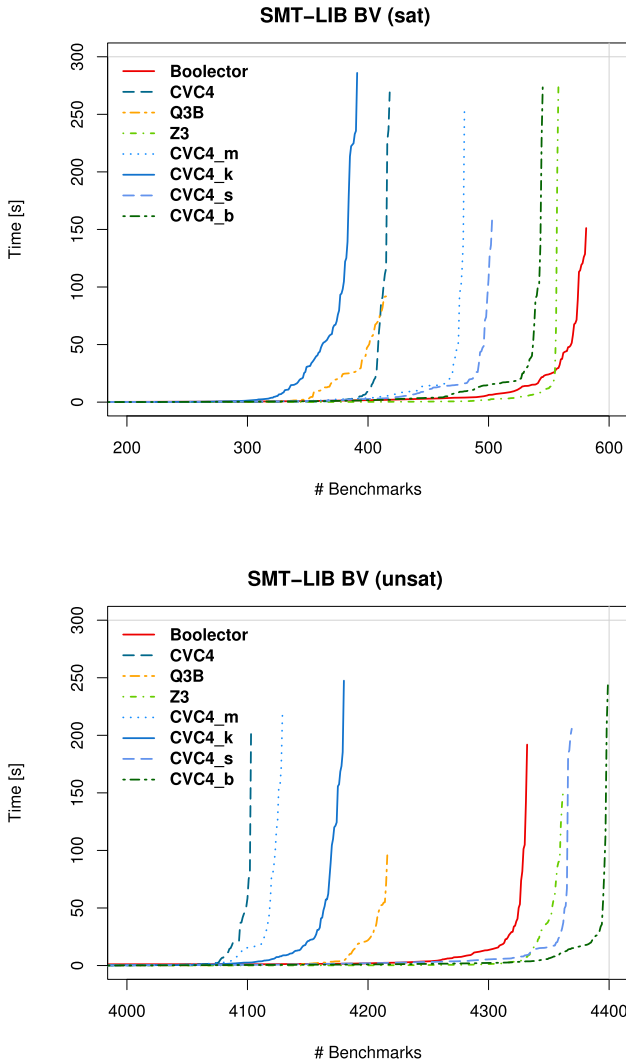 SMT−LIB BV (sat)
Time [s]
300
250
200
150
100
50
0
Boolector
CVC4
Q3B
Z3
CVC4_m
CVC4_k
CVC4_s
CVC4_b
200 300 400 500 600
# Benchmarks
SMT−LIB BV (unsat)
Time [s]
300
250
200
150
100
50
0
Boolector
CVC4
Q3B
Z3
CVC4_m
CVC4_k
CVC4_s
CVC4_b
4000 4100 4200 4300 4400
# Benchmarks